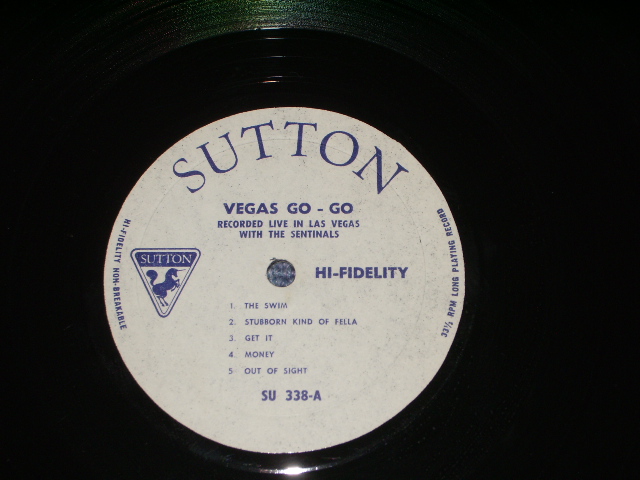 SUTTON
VEGAS GO - GO
RECORDED LIVE IN LAS VEGAS
WITH THE SENTINALS
HI-FIDELITY NON-BREAKABLE
SUTTON
HI-FIDELITY
33⅓ RPM LONG PLAYING RECORD
1. THE SWIM
2. STUBBORN KIND OF FELLA
3. GET IT
4. MONEY
5 OUT OF SIGHT
SU 338-A